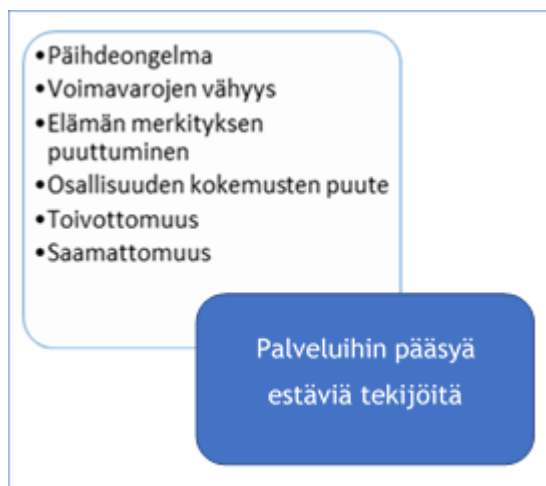 •Päihdeongelma
•Voimavarojen vähyys
•Elämän merkityksen
puuttuminen
•Osallisuuden kokemusten puute
•Toivottomuus
•Saamattomuus
Palveluihin pääsyä
estäviä tekijöitä